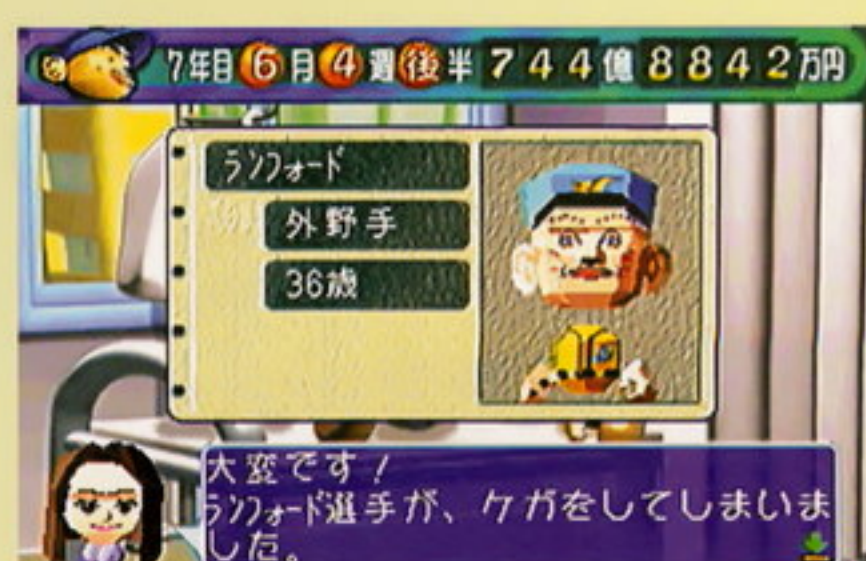 7年目6月4週後半 744億8842万円
ランフォード
外野手
36歳
大変です!
ランフォード選手が、ケガをしてしまいま
した。